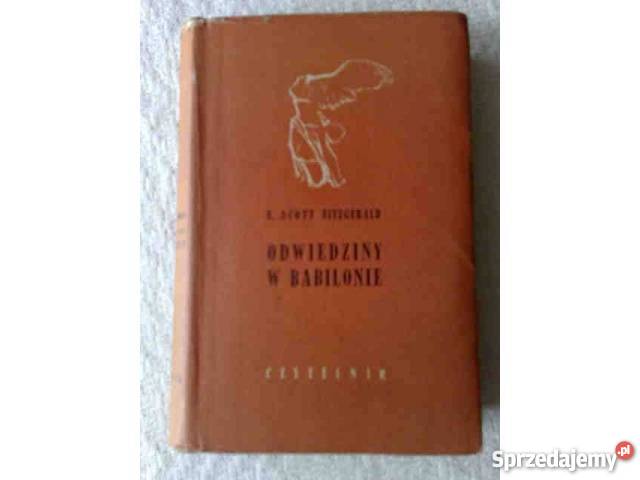 F. SCOTT FITZGERALD
ODWIEDZINY
W BABILONIE
CZYTELNIK
Sprzedajemy.pl